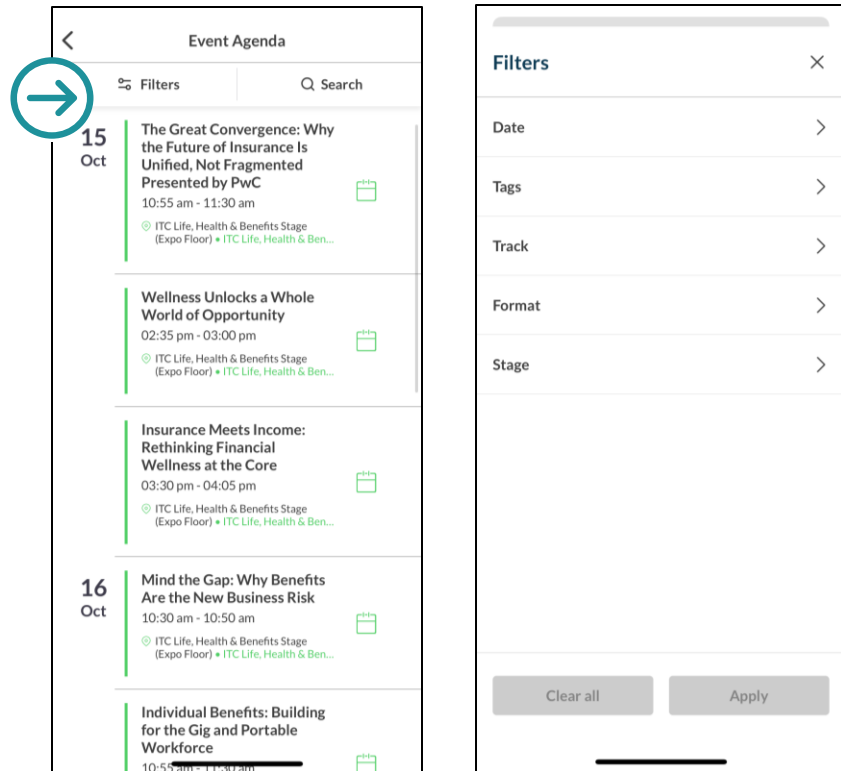 Event Agenda
Filters
Search
15
Oct
The Great Convergence: Why
the Future of Insurance Is
Unified, Not Fragmented
Presented by PwC
10:55 am - 11:30 am
ITC Life, Health & Benefits Stage
(Expo Floor) • ITC Life, Health & Ben...
Wellness Unlocks a Whole
World of Opportunity
02:35 pm - 03:00 pm
ITC Life, Health & Benefits Stage
(Expo Floor) • ITC Life, Health & Ben...
Insurance Meets Income:
Rethinking Financial
Wellness at the Core
03:30 pm - 04:05 pm
ITC Life, Health & Benefits Stage
(Expo Floor) • ITC Life, Health & Ben...
16
Oct
Mind the Gap: Why Benefits
Are the New Business Risk
10:30 am - 10:50 am
ITC Life, Health & Benefits Stage
(Expo Floor) • ITC Life, Health & Ben...
Individual Benefits: Building
for the Gig and Portable
Workforce
10:55 am - 11:30 am
Filters
Date
Tags
Track
Format
Stage
Clear all
Apply